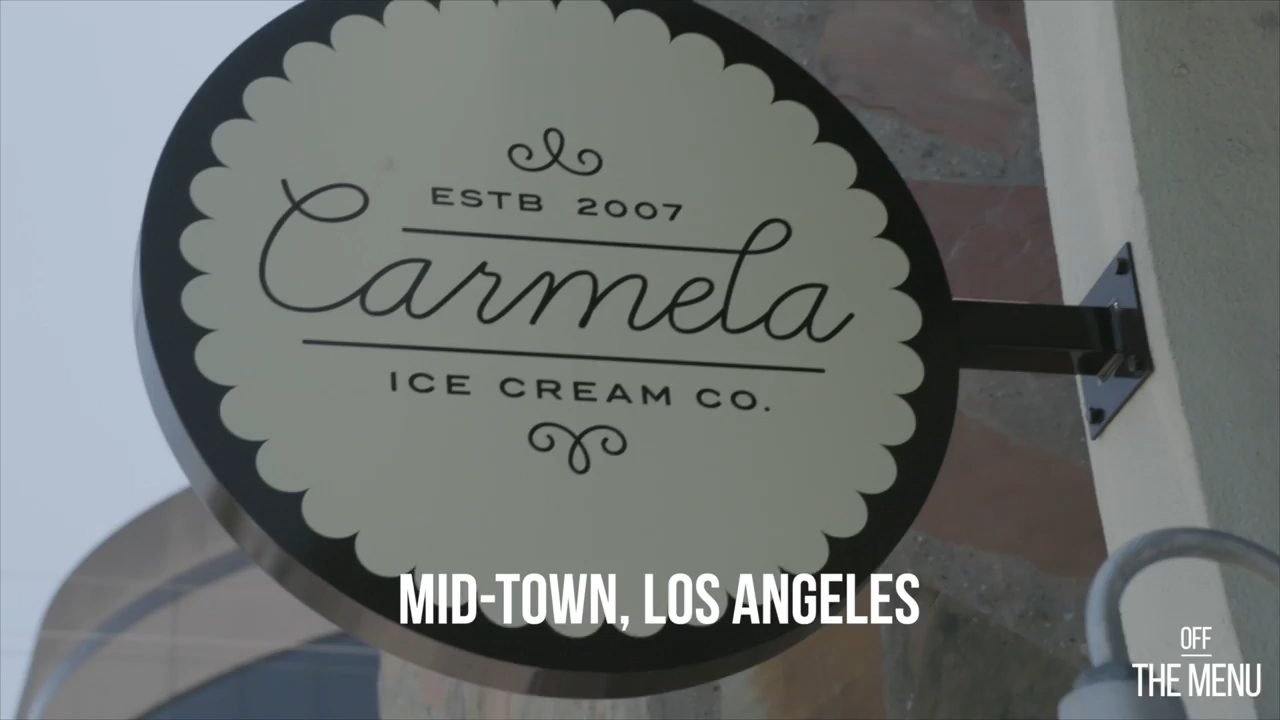 ESTB 2007
Carmela
ICE CREAM CO.
MID-TOWN, LOS ANGELES
OFF
THE MENU